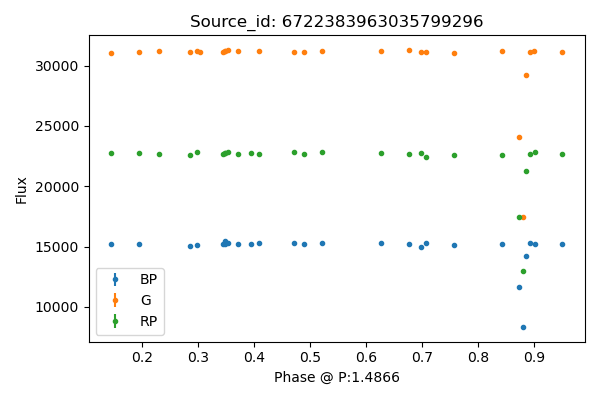 Source_id: 6722383963035799296
Flux
30000
25000
20000
15000
10000
BP
G
RP
0.2 0.3 0.4 0.5 0.6 0.7 0.8 0.9
Phase @ P:1.4866